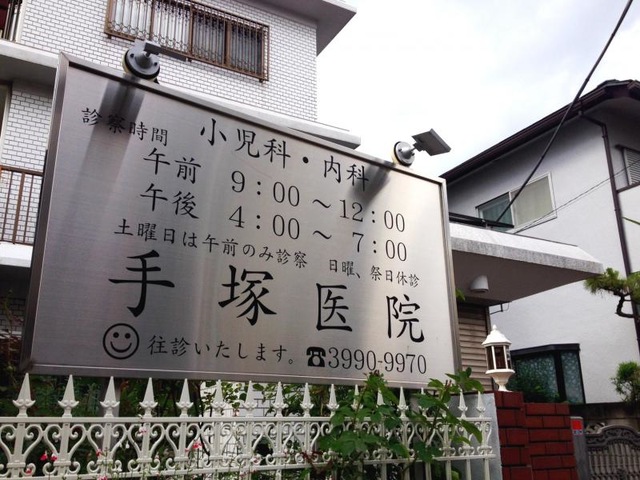 小児科・内科
診察時間
午前 9:00～12:00
午後 4:00～7:00
土曜日は午前のみ診察 日曜、祭日休診
手塚医院
往診いたします。☎3990-9970